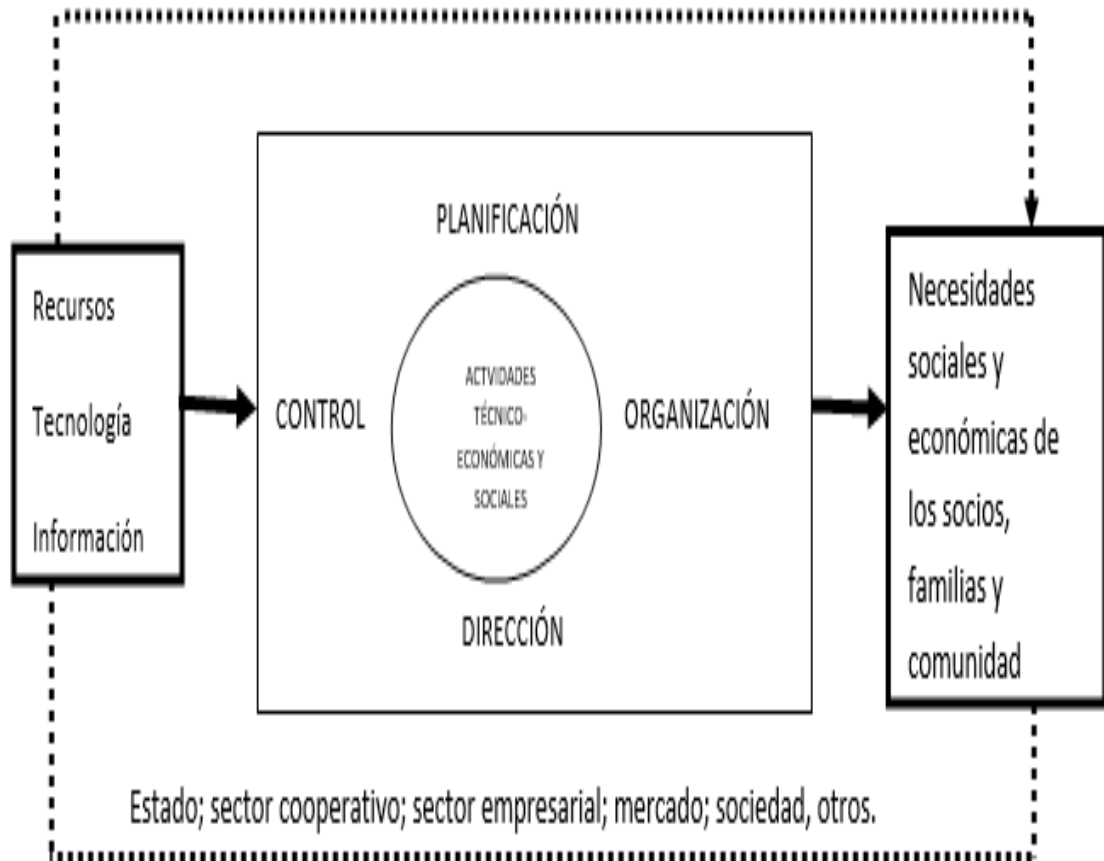 PLANIFICACIÓN
Recursos
Tecnología
Información
CONTROL
ACTVIDADES
TÉCNICO-
ECONÓMICAS Y
SOCIALES
ORGANIZACIÓN
DIRECCIÓN
Necesidades
sociales y
económicas de
los socios,
familias y
comunidad
Estado; sector cooperativo; sector empresarial; mercado; sociedad, otros.